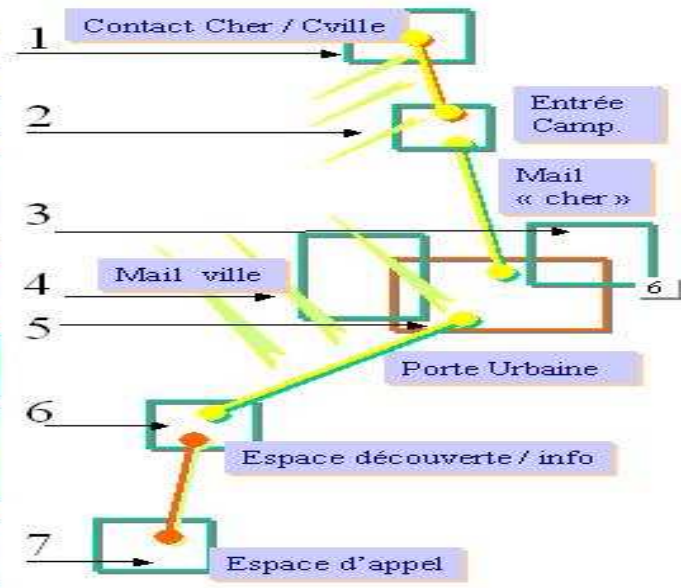 1
Contact Cher / Cville
2
Entrée
Camp.
Mail
« cher »
3
Mail ville
4
6
5
Porte Urbaine
6
Espace découverte / info
7
Espace d'appel